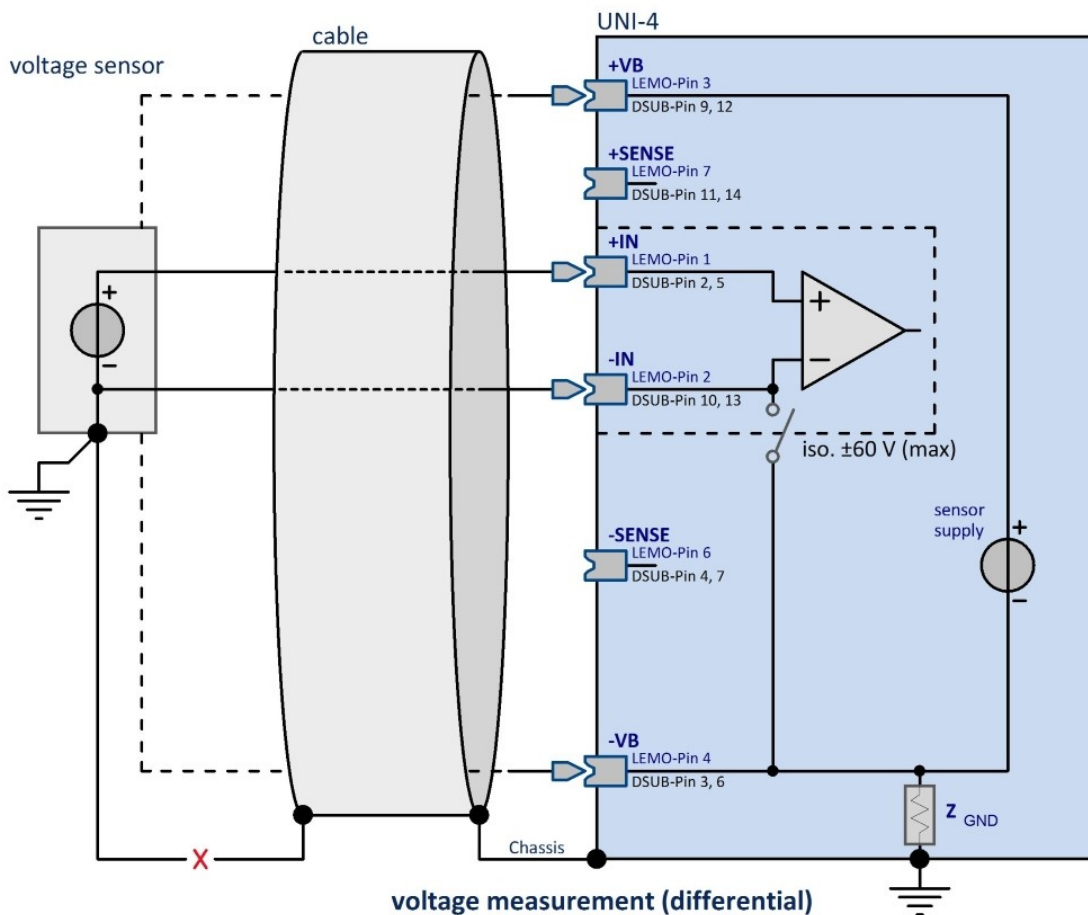 UNI-4
cable
voltage sensor
+VB
LEMO-Pin 3
DSUB-Pin 9, 12
+SENSE
LEMO-Pin 7
DSUB-Pin 11, 14
+IN
LEMO-Pin 1
DSUB-Pin 2, 5
+
+
−
−
-IN
LEMO-Pin 2
DSUB-Pin 10, 13
iso. ±60 V (max)
-SENSE
LEMO-Pin 6
DSUB-Pin 4, 7
sensor
supply
+
−
-VB
LEMO-Pin 4
DSUB-Pin 3, 6
Z GND
X
Chassis
voltage measurement (differential)